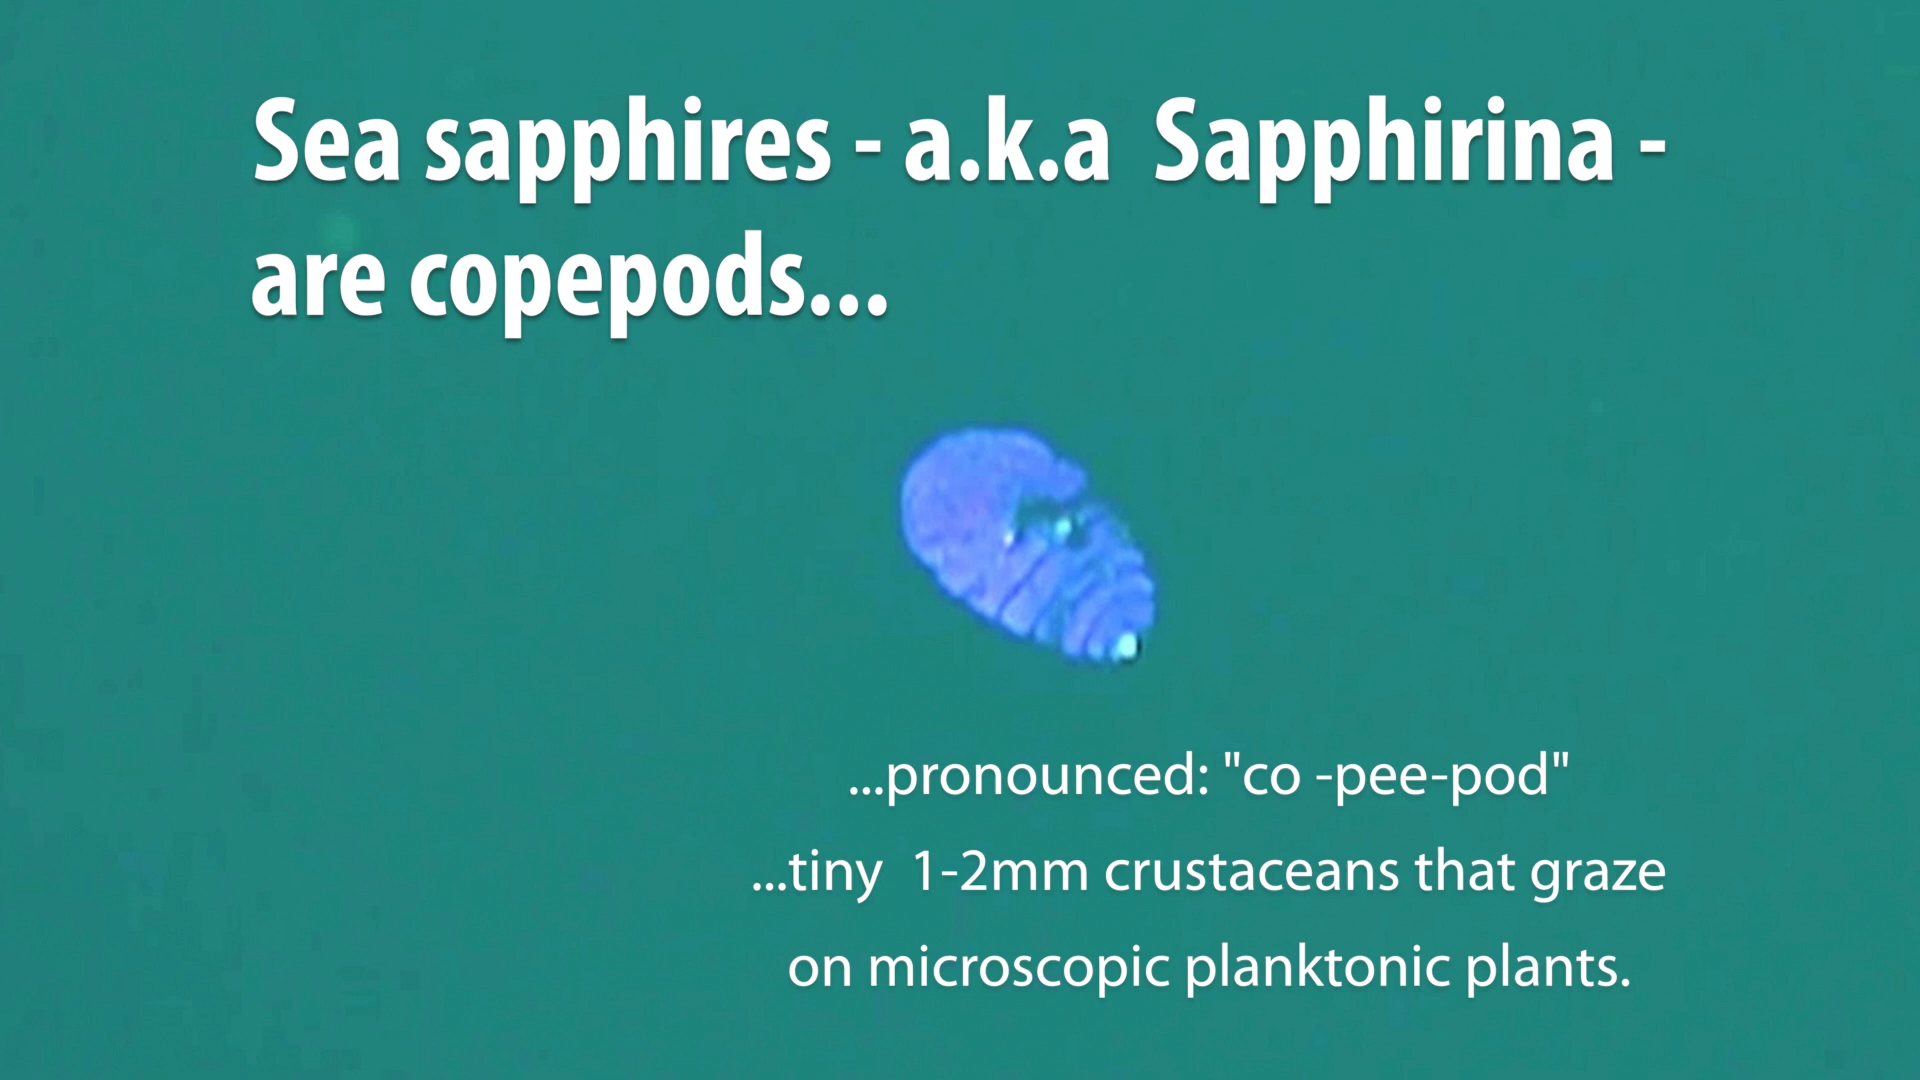 Sea sapphires - a.k.a  Sapphirina -
are copepods...
...pronounced: "co -pee-pod"
...tiny  1-2mm crustaceans that graze
on microscopic planktonic plants.